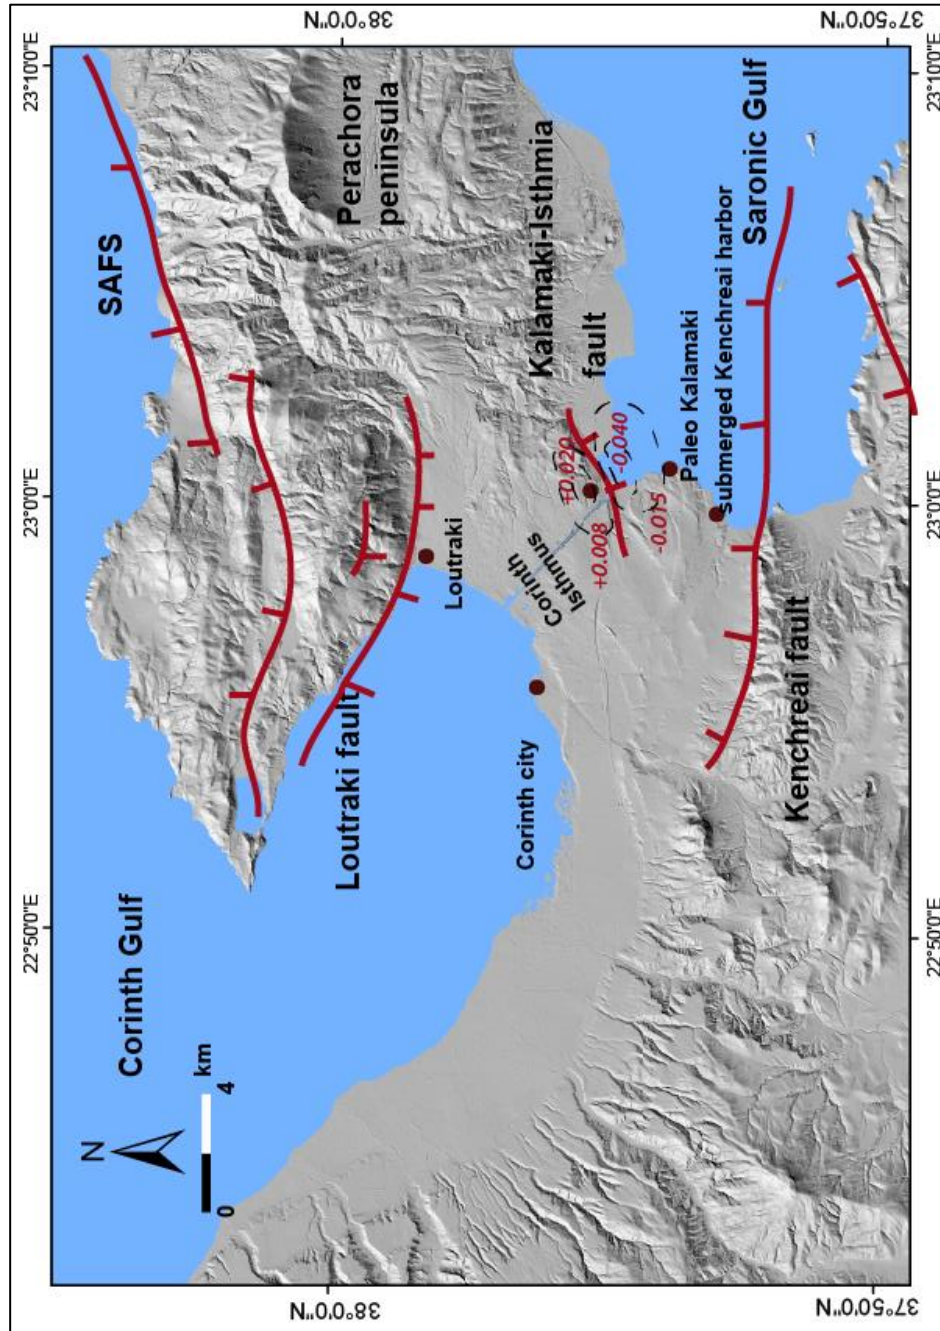 22°50'0"E
23°0'0"E
23°10'0"E
38°0'0"N
38°0'0"N
N
0
4
km
Corinth Gulf
SAFS
Perachora
peninsula
Loutraki fault
Loutraki
Kalamaki-Isthmia
fault
Corinth city
Corinth
Isthmus
+0.020
+0.008
-0.040
-0.015
Paleo Kalamaki
submerged Kenchreai harbor
Saronic Gulf
Kenchreai fault
37°50'0"N
37°50'0"N
22°50'0"E
23°0'0"E
23°10'0"E